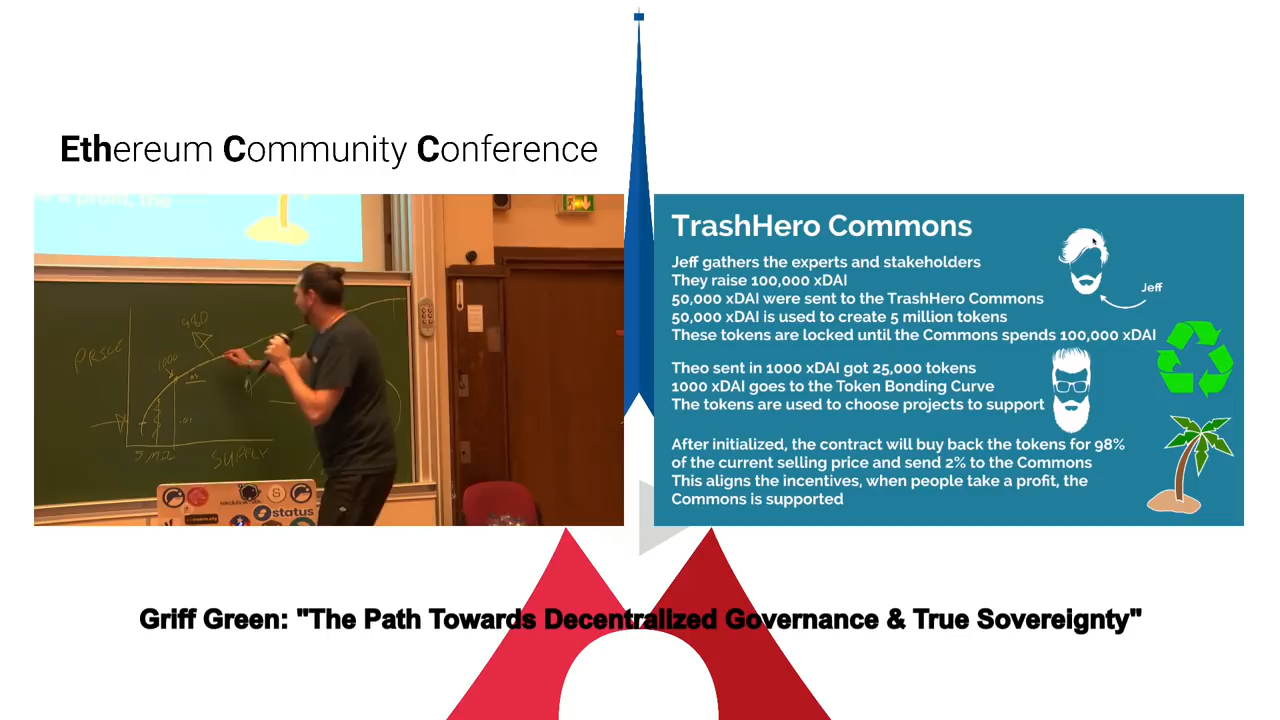 Ethereum Community Conference
TrashHero Commons
Jeff gathers the experts and stakeholders
They raise 100,000 xDAI
50,000 xDAI were sent to the TrashHero Commons
50,000 xDAI is used to create 5 million tokens
These tokens are locked until the Commons spends 100,000 xDAI
Jeff
Theo sent in 1000 xDAI got 25,000 tokens
1000 xDAI goes to the Token Bonding Curve
The tokens are used to choose projects to support
After initialized, the contract will buy back the tokens for 98%
of the current selling price and send 2% to the Commons
This aligns the incentives, when people take a profit, the
Commons is supported
PRICE
1000
980
.01
5 MIL
SUPPLY
status
Griff Green: "The Path Towards Decentralized Governance & True Sovereignty"